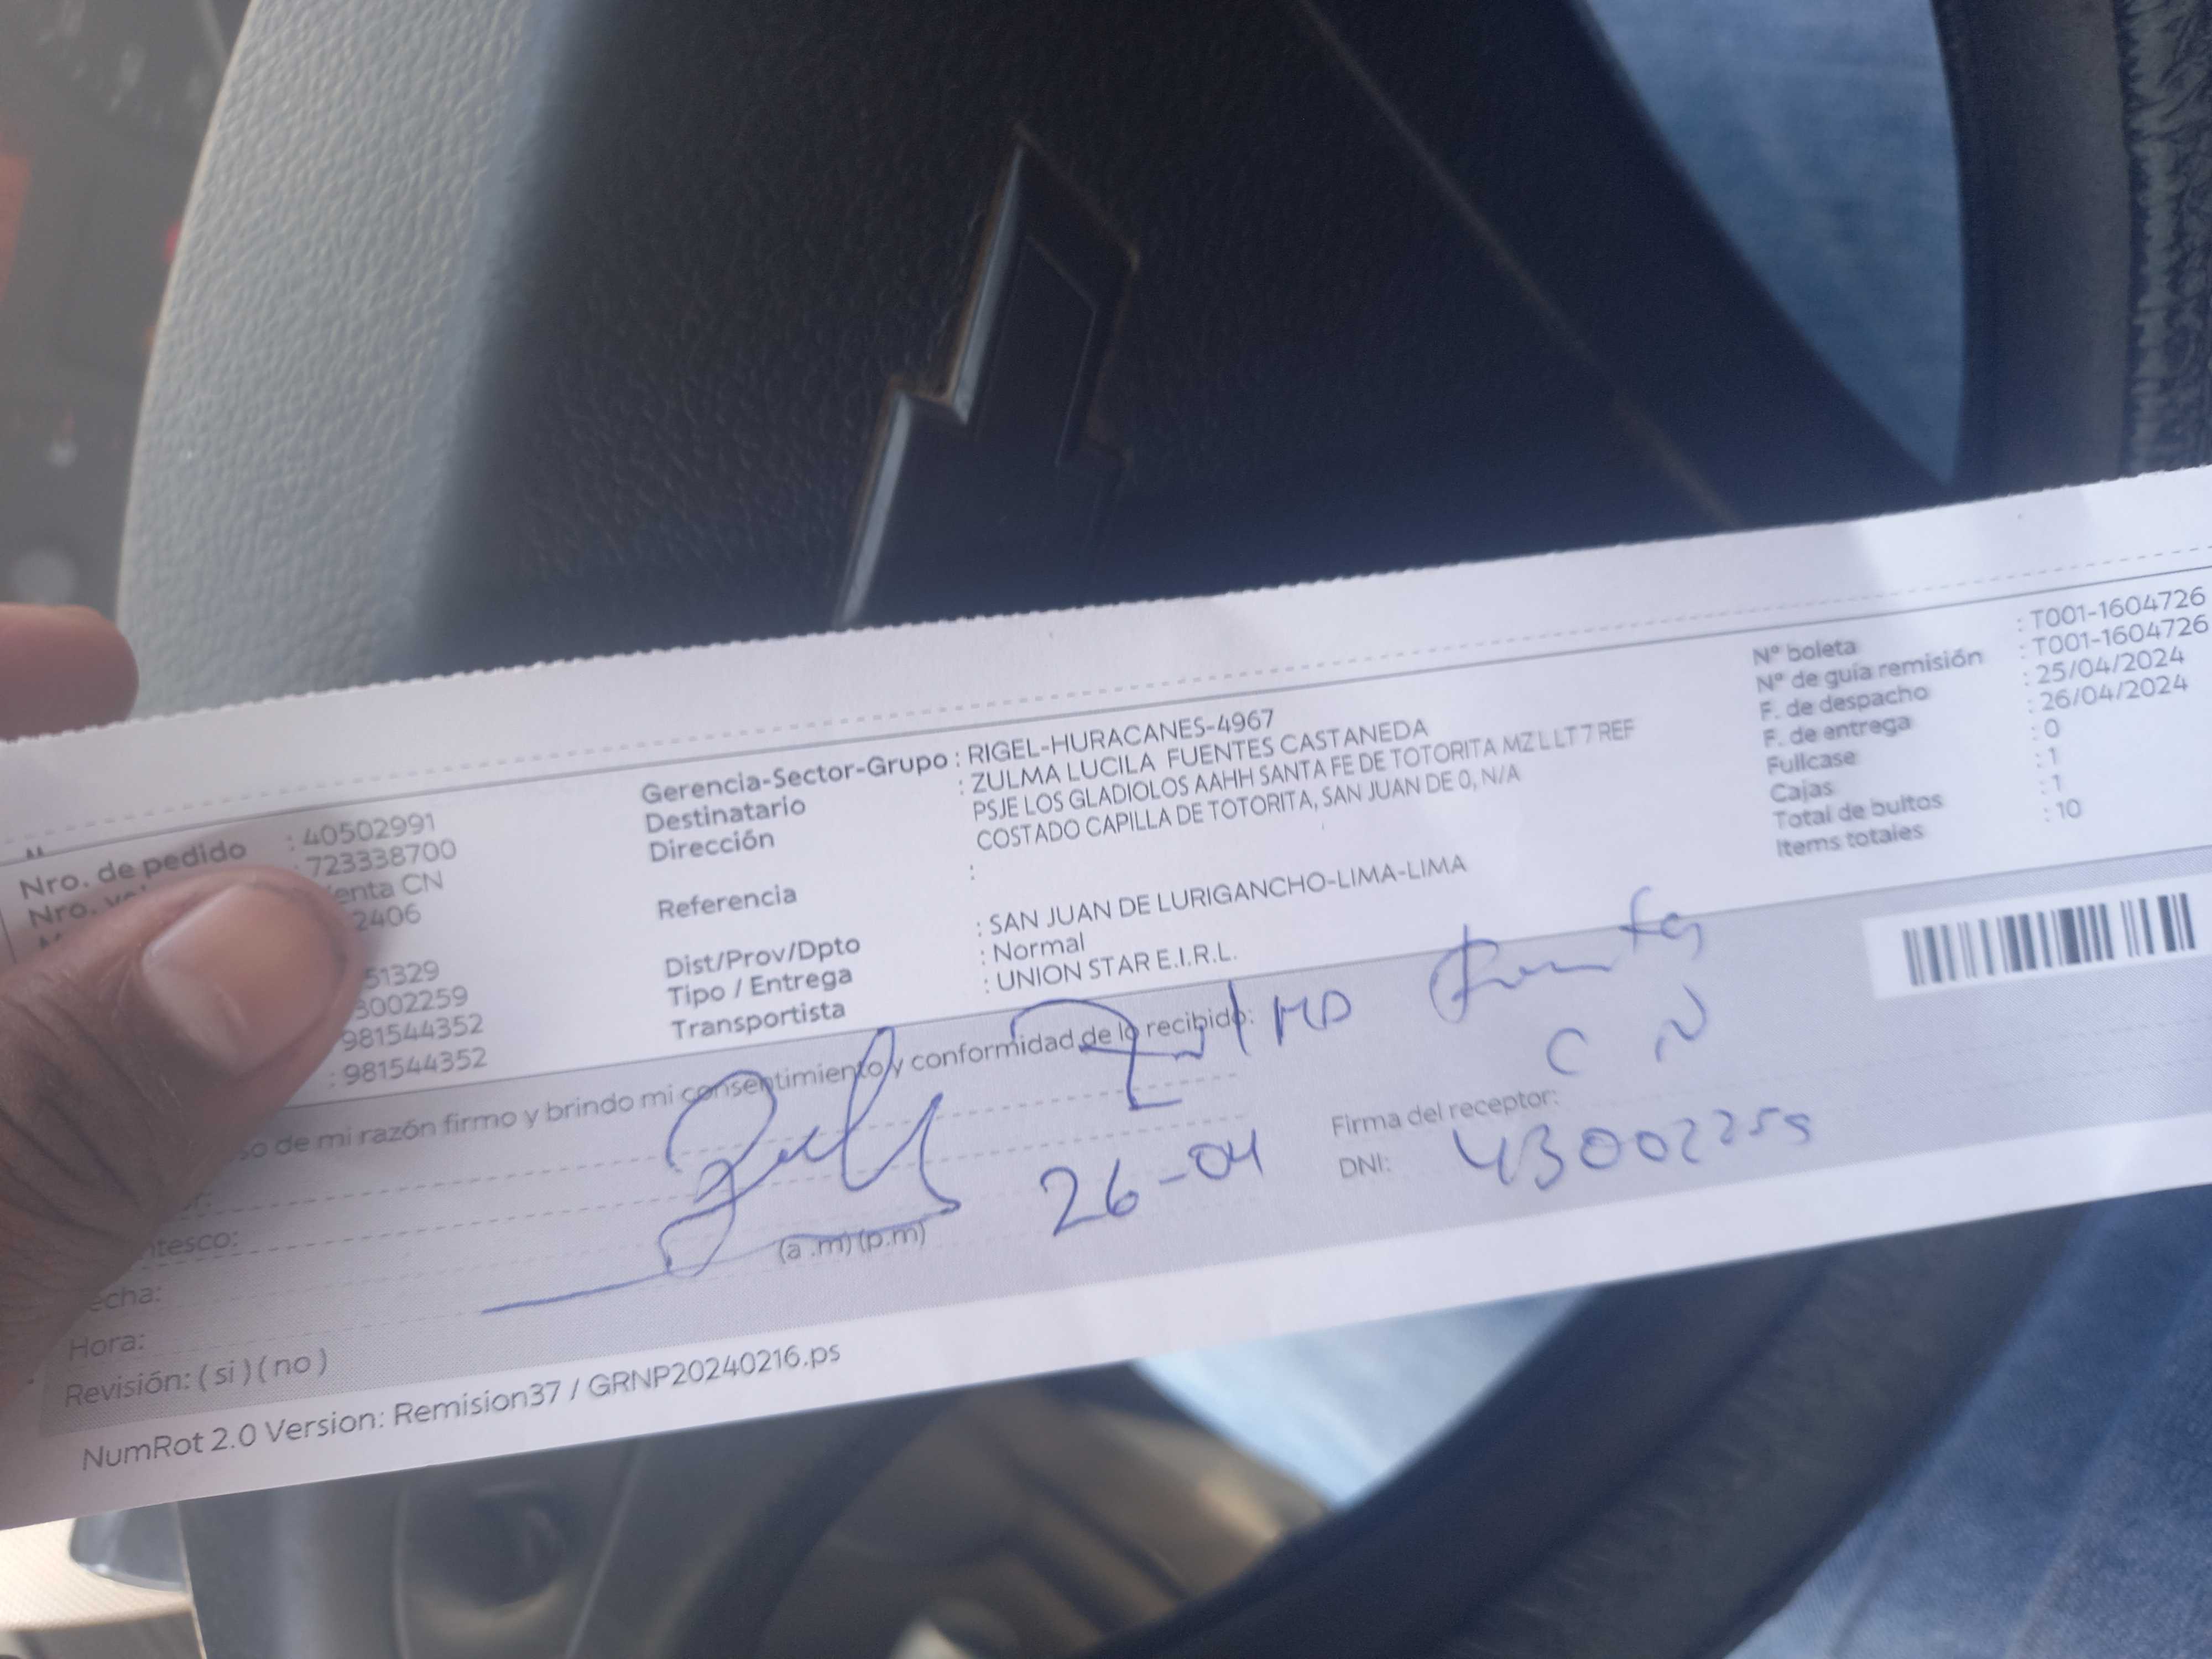 Nro. de pedido : 40502991
Nro. : 723338700
enta CN
2406
51329
3002259
981544352
: 981544352
Gerencia-Sector-Grupo : RIGEL-HURACANES-4967
Destinatario : ZULMA LUCILA FUENTES CASTANEDA
Dirección PSJE LOS GLADIOLOS AAHH SANTA FE DE TOTORITA MZ L LT 7 REF
COSTADO CAPILLA DE TOTORITA, SAN JUAN DE 0, N/A
Referencia :
Dist/Prov/Dpto : SAN JUAN DE LURIGANCHO-LIMA-LIMA
Tipo / Entrega : Normal
Transportista : UNION STAR E.I.R.L.
Nº boleta : T001-1604726
Nº de guía remisión : T001-1604726
F. de despacho : 25/04/2024
F. de entrega : 26/04/2024
Fullcase : 0
Cajas : 1
Total de bultos : 1
Items totales : 10
so de mi razón firmo y brindo mi consentimiento y conformidad de lo recibido:
Firma del receptor: C N
DNI: 43002259
ntesco:
echa: 26-04
Hora: (a .m) (p.m)
Revisión: ( si ) ( no )
NumRot 2.0 Version: Remision37 / GRNP20240216.ps